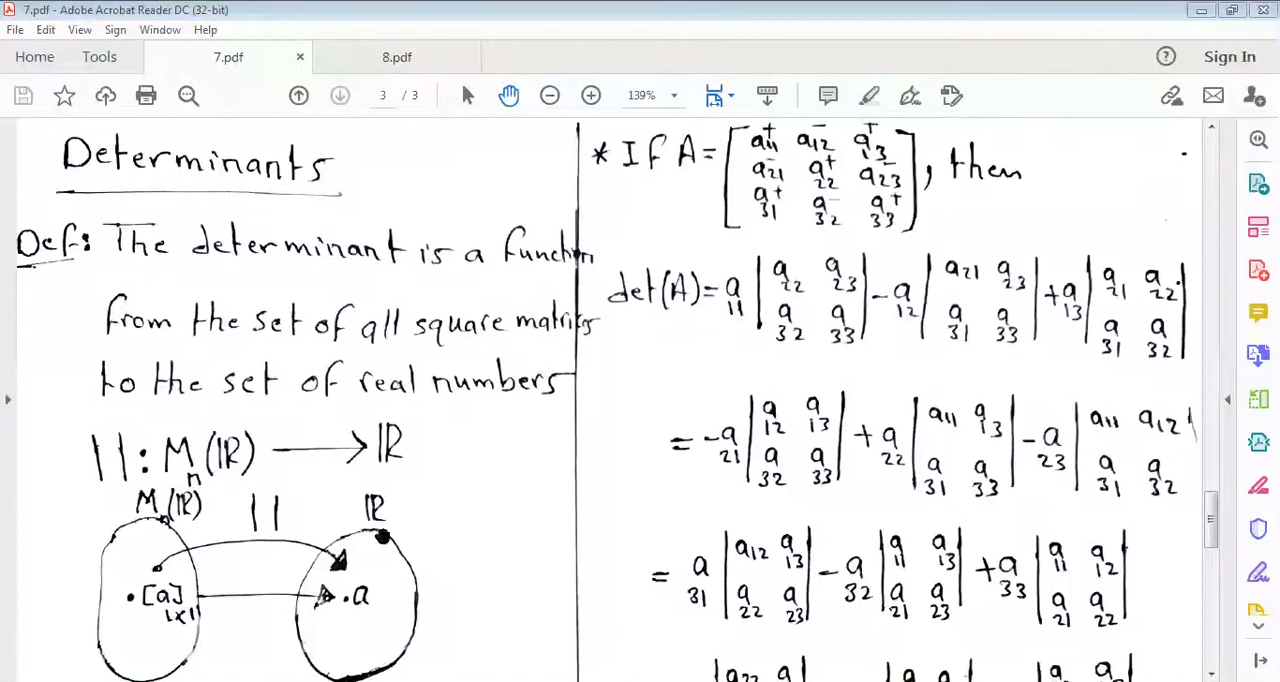 7.pdf - Adobe Acrobat Reader DC (32-bit)
File Edit View Sign Window Help
Home Tools 7.pdf × 8.pdf ? Sign In
3 / 3 139%
Determinants
Def: The determinant is a function
from the set of all square matrix
to the set of real numbers
| | : Mₙ(ℝ) ⟶ ℝ
Mₙ(ℝ) | | ℝ
• [a]₁ₓ₁ • a
* If A = [a₁₁⁺ a₁₂⁻ a₁₃⁺
a₂₁⁻ a₂₂⁺ a₂₃⁻
a₃₁⁺ a₃₂⁻ a₃₃⁺], then
det(A) = a₁₁ |a₂₂ a₂₃; a₃₂ a₃₃| - a₁₂ |a₂₁ a₂₃; a₃₁ a₃₃| + a₁₃ |a₂₁ a₂₂; a₃₁ a₃₂|
= -a₂₁ |a₁₂ a₁₃; a₃₂ a₃₃| + a₂₂ |a₁₁ a₁₃; a₃₁ a₃₃| - a₂₃ |a₁₁ a₁₂; a₃₁ a₃₂|
= a₃₁ |a₁₂ a₁₃; a₂₂ a₂₃| - a₃₂ |a₁₁ a₁₃; a₂₁ a₂₃| + a₃₃ |a₁₁ a₁₂; a₂₁ a₂₂|